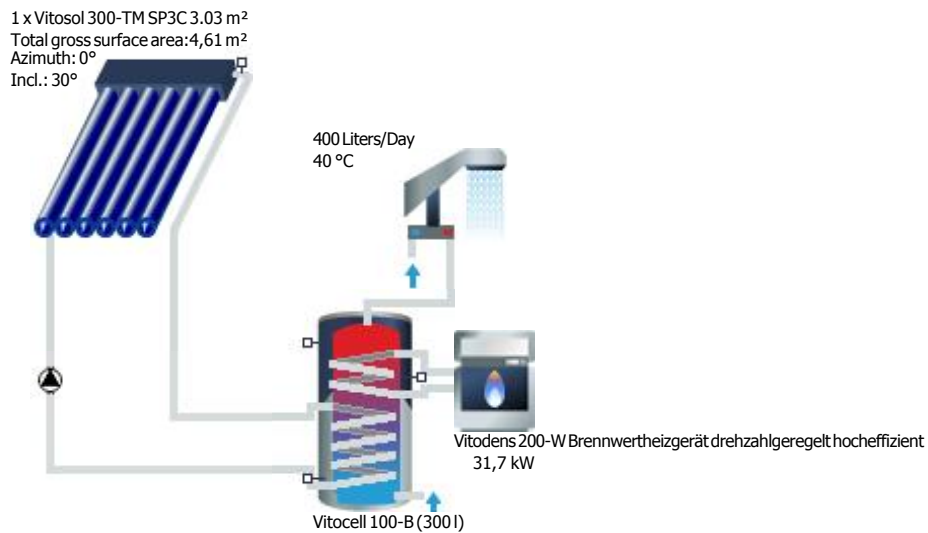 1 x Vitosol 300-TM SP3C 3.03 m²
Total gross surface area:4,61 m²
Azimuth: 0°
Incl.: 30°
400 Liters/Day
40 °C
Vitodens 200-W Brennwertheizgerät drehzahlgeregelt hocheffizient
31,7 kW
Vitocell 100-B (300 l)